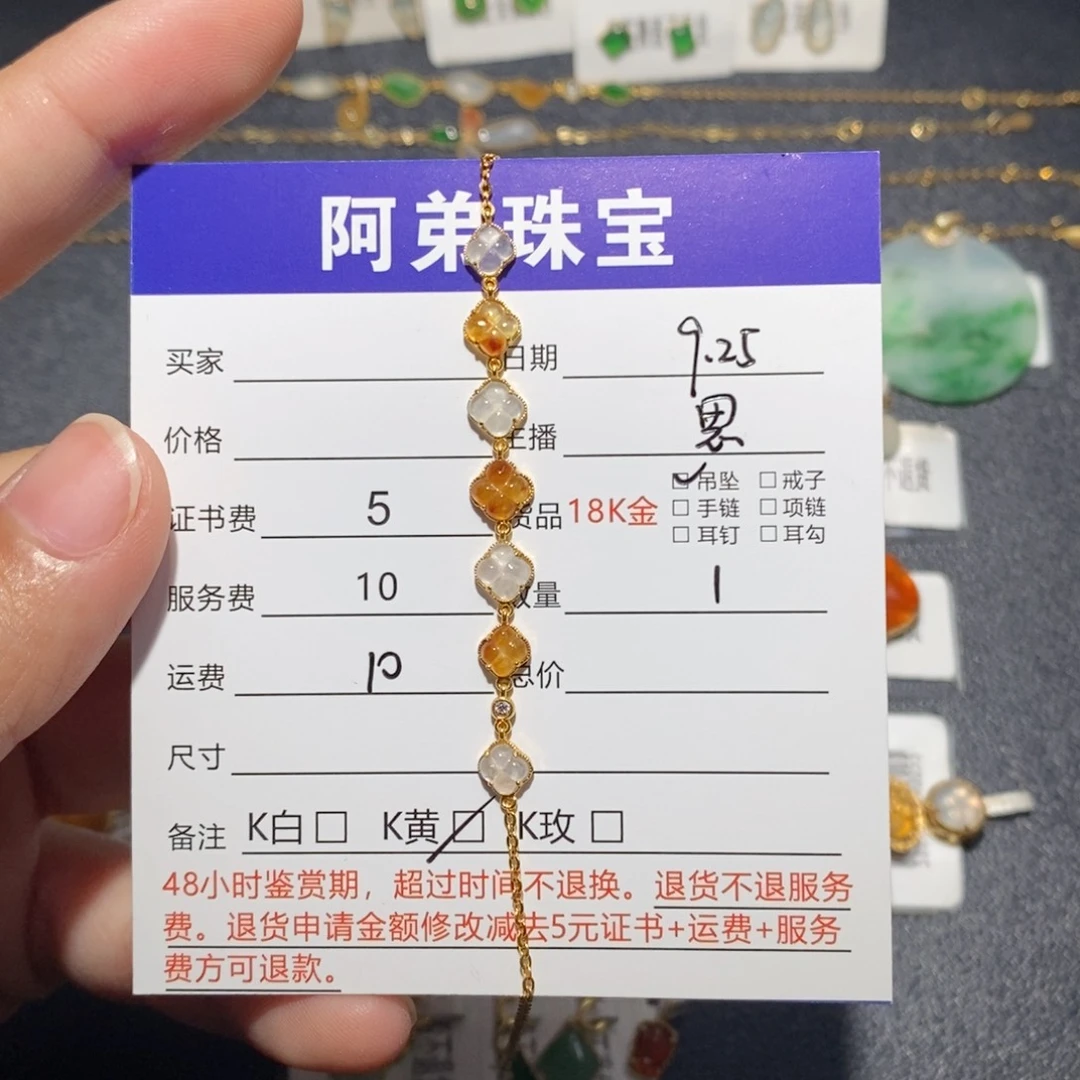 阿弟珠宝
买家 日期 9.25
价格 主播 思
证书费 5 货品 18K金 ☑吊坠 □戒子
□手链 □项链
□耳钉 □耳勾
服务费 10 数量 1
运费 10 总价
尺寸
备注 K白□ K黄☑ K玫□
48小时鉴赏期，超过时间不退换。退货不退服务
费。退货申请金额修改减去5元证书+运费+服务
费方可退款。
不退货